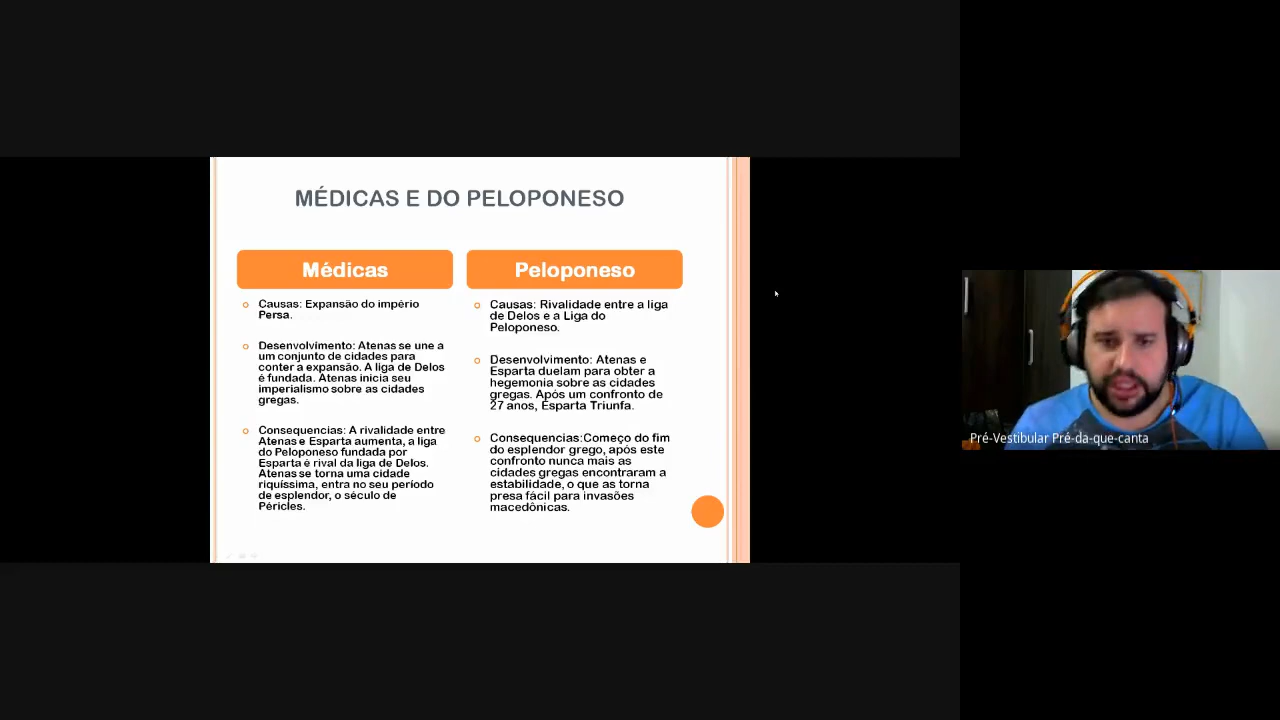 MÉDICAS E DO PELOPONESO
Médicas
Causas: Expansão do império
Persa.
Desenvolvimento: Atenas se une a
um conjunto de cidades para
conter a expansão. A liga de Delos
é fundada. Atenas inicia seu
imperialismo sobre as cidades
gregas.
Consequencias: A rivalidade entre
Atenas e Esparta aumenta, a liga
do Peloponeso fundada por
Esparta é rival da liga de Delos.
Atenas se torna uma cidade
riquíssima, entra no seu período
de esplendor, o século de
Péricles.
Peloponeso
Causas: Rivalidade entre a liga
de Delos e a Liga do
Peloponeso.
Desenvolvimento: Atenas e
Esparta duelam para obter a
hegemonia sobre as cidades
gregas. Após um confronto de
27 anos, Esparta Triunfa.
Consequencias:Começo do fim
do esplendor grego, após este
confronto nunca mais as
cidades gregas encontraram a
estabilidade, o que as torna
presa fácil para invasões
macedônicas.
Pré-Vestibular Pré-da-que-canta